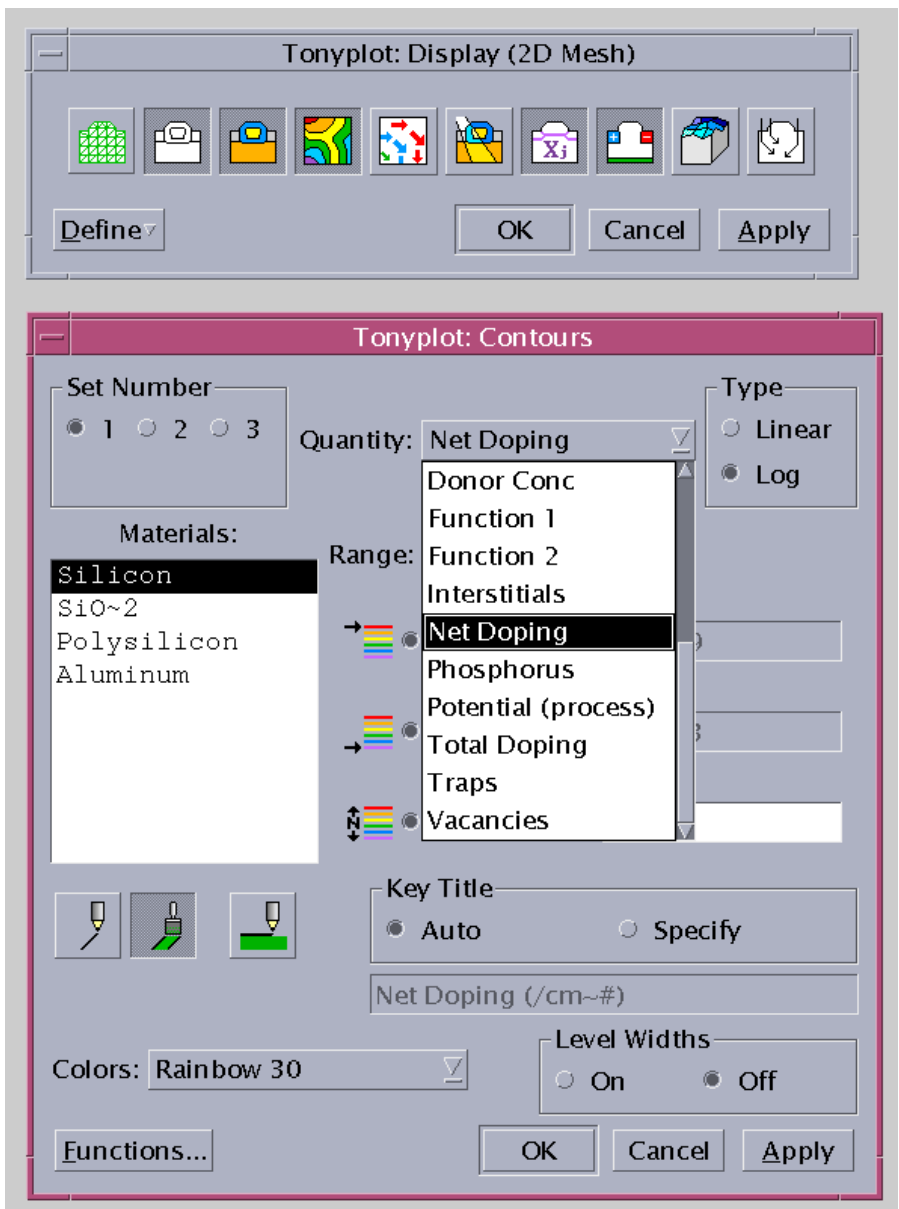 Tonyplot: Display (2D Mesh)
Xj
Define
OK
Cancel
Apply
Tonyplot: Contours
Set Number
1 2 3
Quantity: Net Doping
Type
Linear
Log
Donor Conc
Function 1
Function 2
Interstitials
Net Doping
Phosphorus
Potential (process)
Total Doping
Traps
Vacancies
Materials:
Silicon
SiO~2
Polysilicon
Aluminum
Range:
N
Key Title
Auto
Specify
Net Doping (/cm~#)
Colors: Rainbow 30
Level Widths
On
Off
Functions...
OK
Cancel
Apply